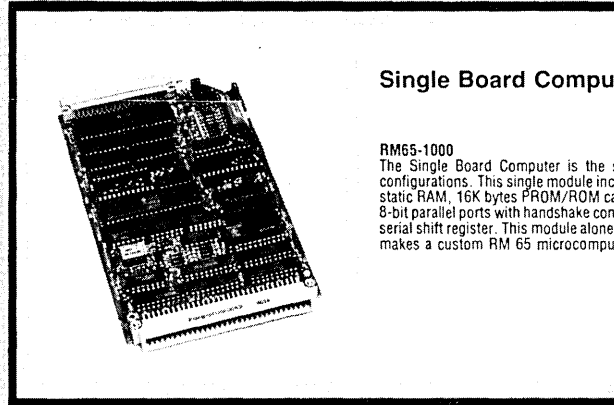 Single Board Compu
RM65-1000
The Single Board Computer is the s
configurations. This single module inc
static RAM, 16K bytes PROM/ROM ca
8-bit parallel ports with handshake con
serial shift register. This module alone
makes a custom RM 65 microcompu